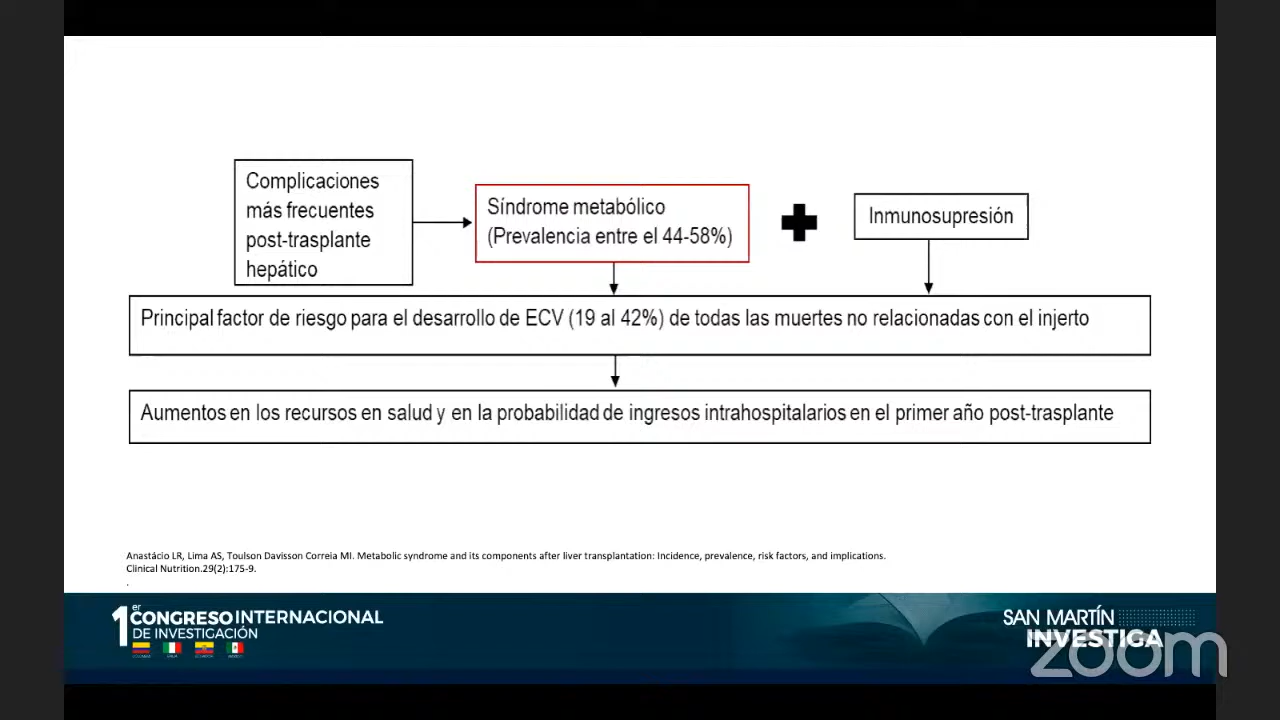 Complicaciones
más frecuentes
post-trasplante
hepático
Síndrome metabólico
(Prevalencia entre el 44-58%)
Inmunosupresión
Principal factor de riesgo para el desarrollo de ECV (19 al 42%) de todas las muertes no relacionadas con el injerto
Aumentos en los recursos en salud y en la probabilidad de ingresos intrahospitalarios en el primer año post-trasplante
Anastácio LR, Lima AS, Toulson Davisson Correia MI. Metabolic syndrome and its components after liver transplantation: Incidence, prevalence, risk factors, and implications.
Clinical Nutrition.29(2):175-9.
.
1er CONGRESO INTERNACIONAL
DE INVESTIGACIÓN
COLOMBIA ITALIA ECUADOR MÉXICO
SAN MARTÍN
INVESTIGA
zoom